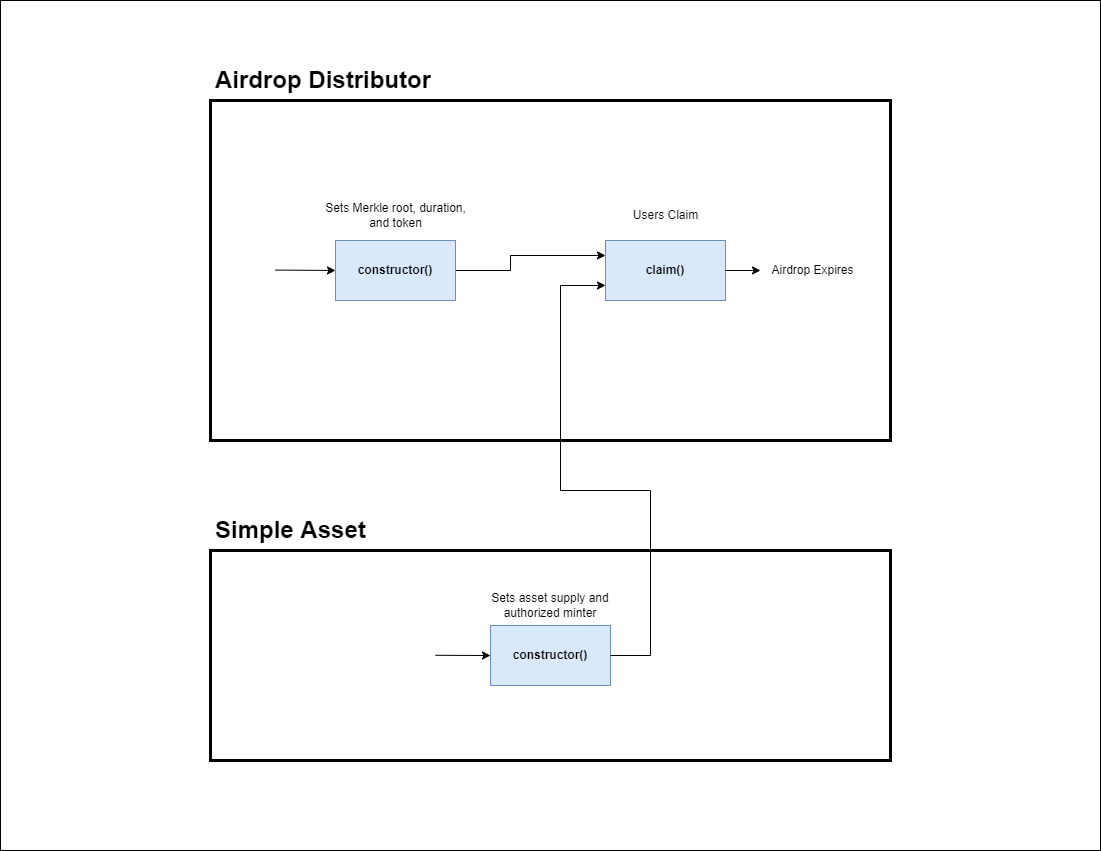 Airdrop Distributor
Sets Merkle root, duration,
and token
Users Claim
constructor()
claim()
Airdrop Expires
Simple Asset
Sets asset supply and
authorized minter
constructor()